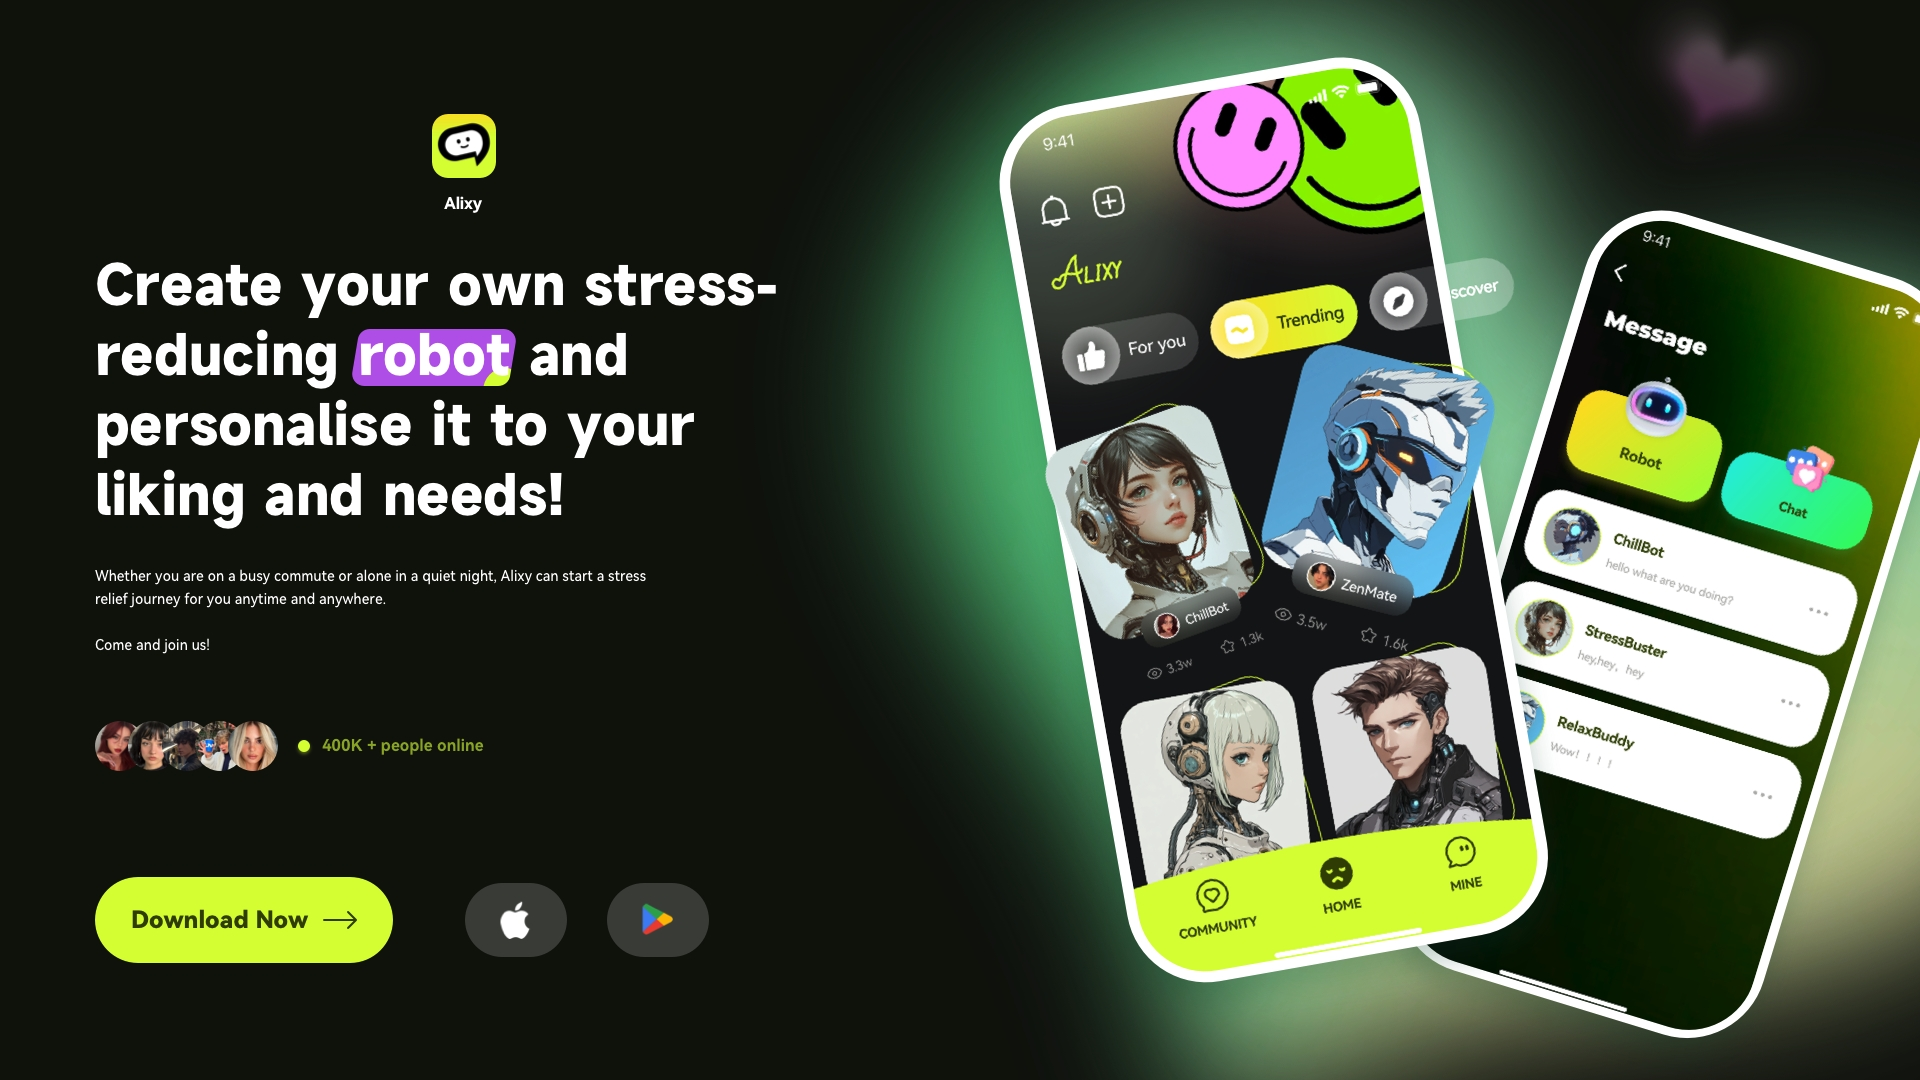 Alixy
Create your own stress-
reducing robot and
personalise it to your
liking and needs!
Whether you are on a busy commute or alone in a quiet night, Alixy can start a stress
relief journey for you anytime and anywhere.
Come and join us!
400K + people online
Download Now
9:41
ALIXY
For you
Trending
scover
ChillBot
3.3w
1.3k
ZenMate
3.5w
1.6k
COMMUNITY
HOME
MINE
9:41
Message
Robot
Chat
ChillBot
hello what are you doing?
StressBuster
hey,hey，hey
RelaxBuddy
Wow！！！！